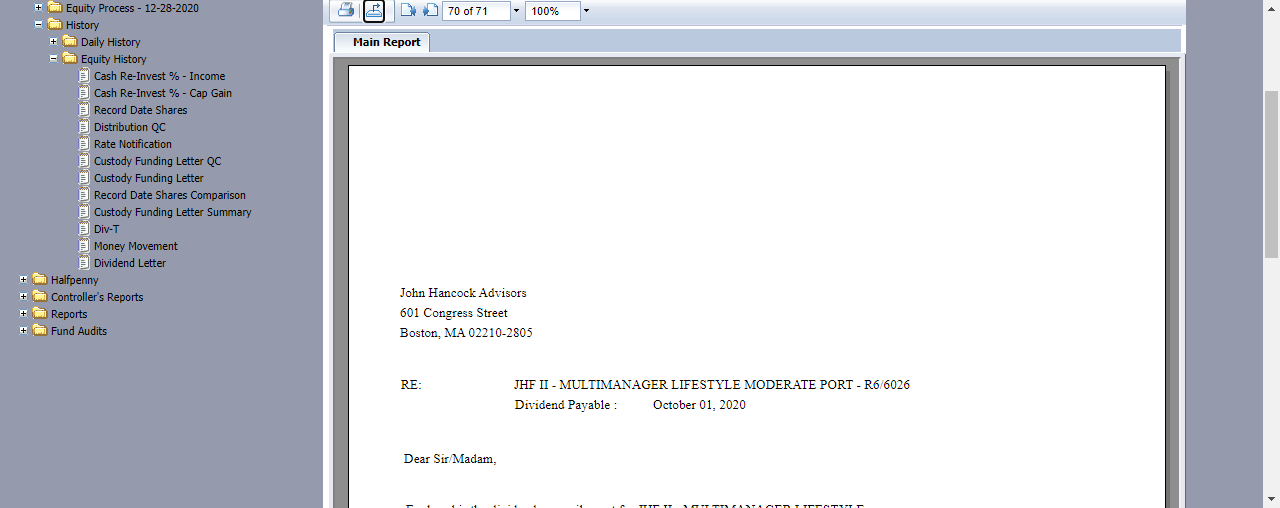 Equity Process - 12-28-2020
History
Daily History
Equity History
Cash Re-Invest % - Income
Cash Re-Invest % - Cap Gain
Record Date Shares
Distribution QC
Rate Notification
Custody Funding Letter QC
Custody Funding Letter
Record Date Shares Comparison
Custody Funding Letter Summary
Div-T
Money Movement
Dividend Letter
Halfpenny
Controller's Reports
Reports
Fund Audits
70 of 71
100%
Main Report
John Hancock Advisors
601 Congress Street
Boston, MA 02210-2805
RE: JHF II - MULTIMANAGER LIFESTYLE MODERATE PORT - R6/6026
Dividend Payable : October 01, 2020
Dear Sir/Madam,
JHF II - MULTIMANAGER LIFESTYLE